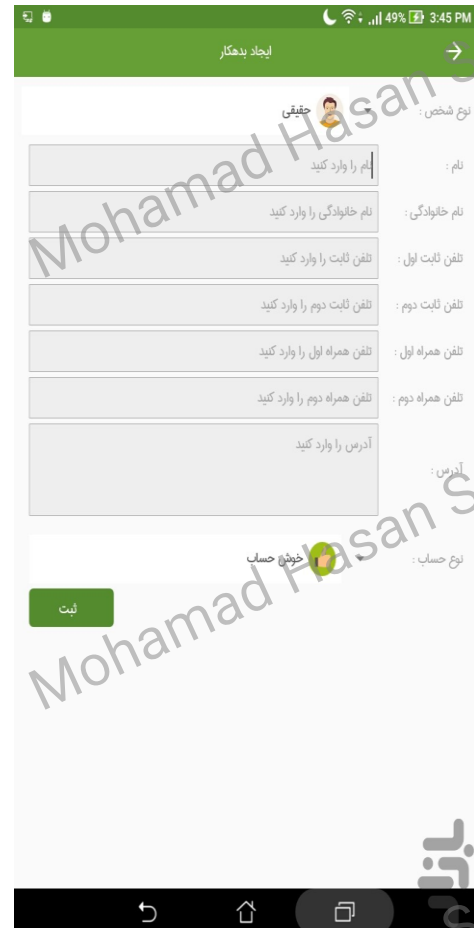 49% 3:45 PM
ایجاد بدهکار
نوع شخص : حقیقی
نام : نام را وارد کنید
نام خانوادگی : نام خانوادگی را وارد کنید
تلفن ثابت اول : تلفن ثابت را وارد کنید
تلفن ثابت دوم : تلفن ثابت دوم را وارد کنید
تلفن همراه اول : تلفن همراه اول را وارد کنید
تلفن همراه دوم : تلفن همراه دوم را وارد کنید
آدرس : آدرس را وارد کنید
نوع حساب : خوش حساب
ثبت
Mohamad Hasan S
Mohamad Hasan S
بازار